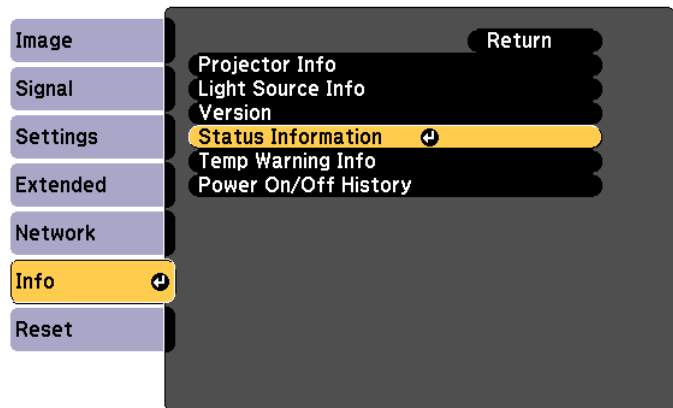 Image
Signal
Settings
Extended
Network
Info
Reset
Return
Projector Info
Light Source Info
Version
Status Information
Temp Warning Info
Power On/Off History